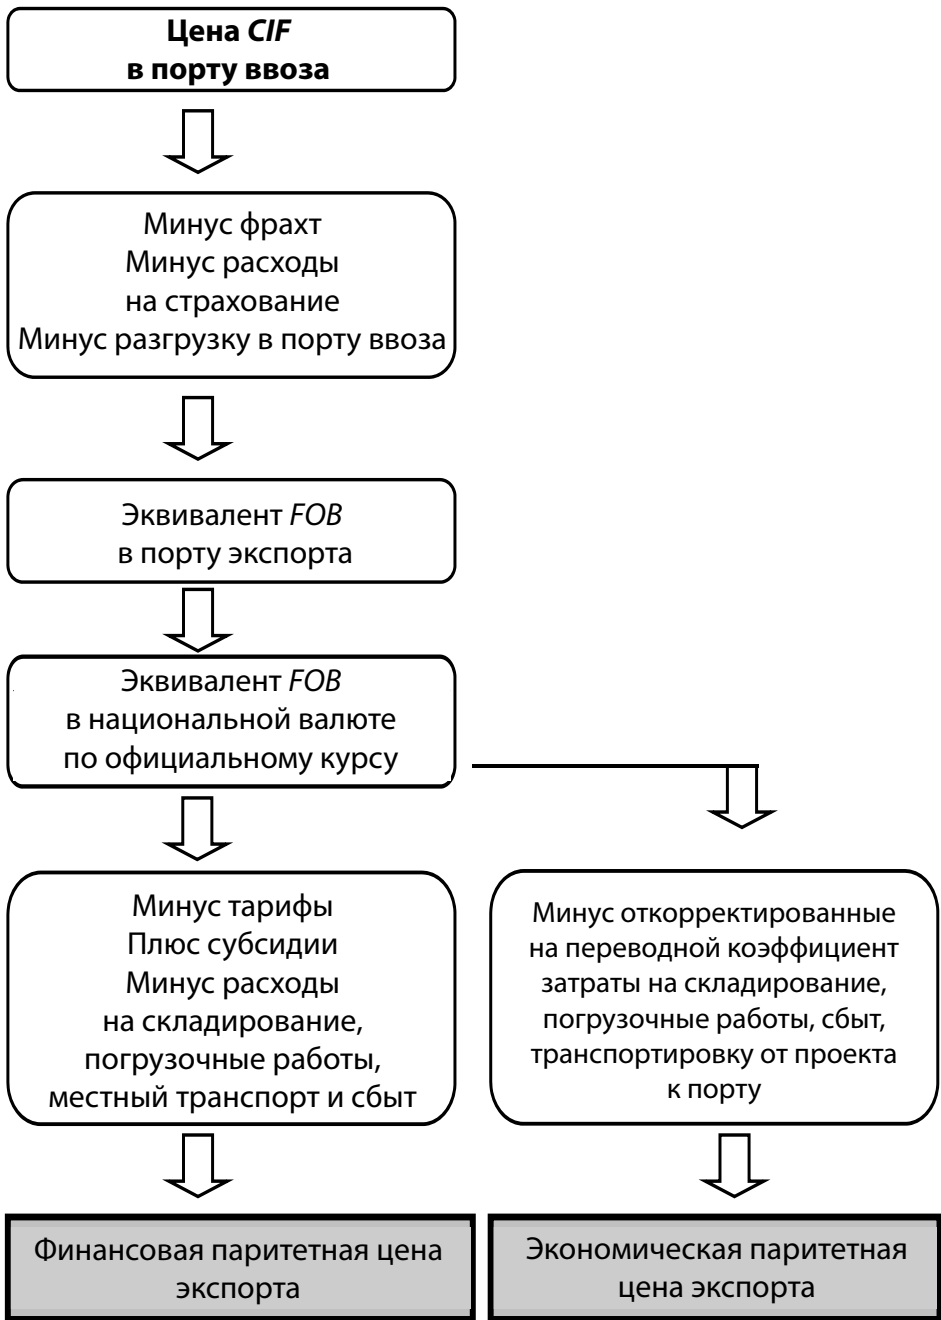 Цена CIF
в порту ввоза
Минус фрахт
Минус расходы
на страхование
Минус разгрузку в порту ввоза
Эквивалент FOB
в порту экспорта
Эквивалент FOB
в национальной валюте
по официальному курсу
Минус тарифы
Плюс субсидии
Минус расходы
на складирование,
погрузочные работы,
местный транспорт и сбыт
Минус откорректированные
на переводной коэффициент
затраты на складирование,
погрузочные работы, сбыт,
транспортировку от проекта
к порту
Финансовая паритетная цена
экспорта
Экономическая паритетная
цена экспорта